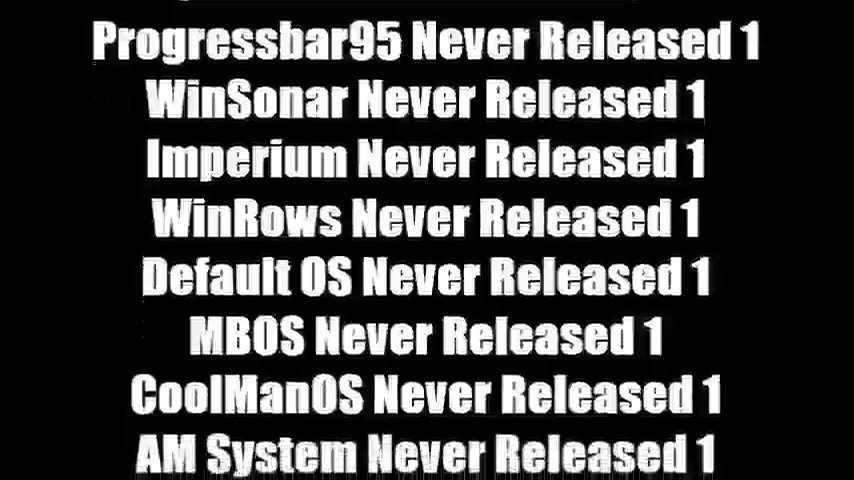 Progressbar95 Never Released 1
WinSonar Never Released 1
Imperium Never Released 1
WinRows Never Released 1
Default OS Never Released 1
MBOS Never Released 1
CoolManOS Never Released 1
AM System Never Released 1